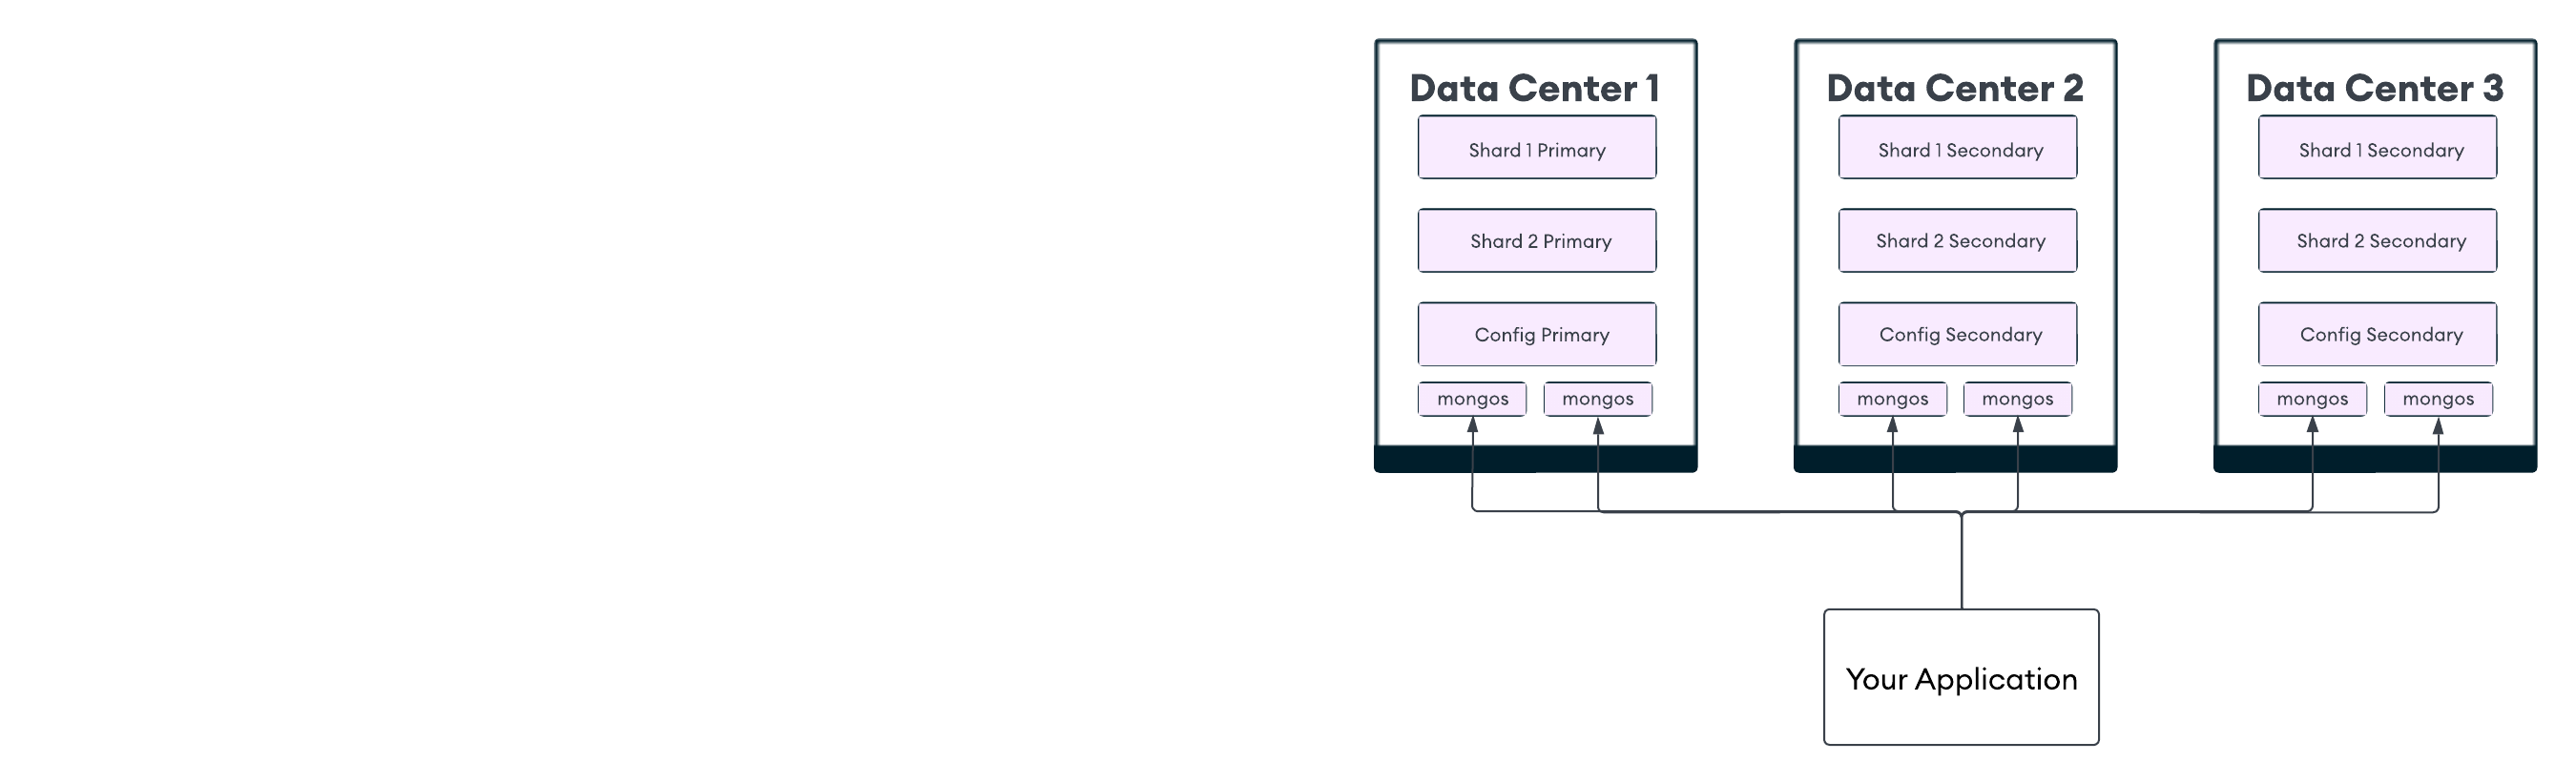 Data Center 1
Shard 1 Primary
Shard 2 Primary
Config Primary
mongos
mongos
Data Center 2
Shard 1 Secondary
Shard 2 Secondary
Config Secondary
mongos
mongos
Data Center 3
Shard 1 Secondary
Shard 2 Secondary
Config Secondary
mongos
mongos
Your Application